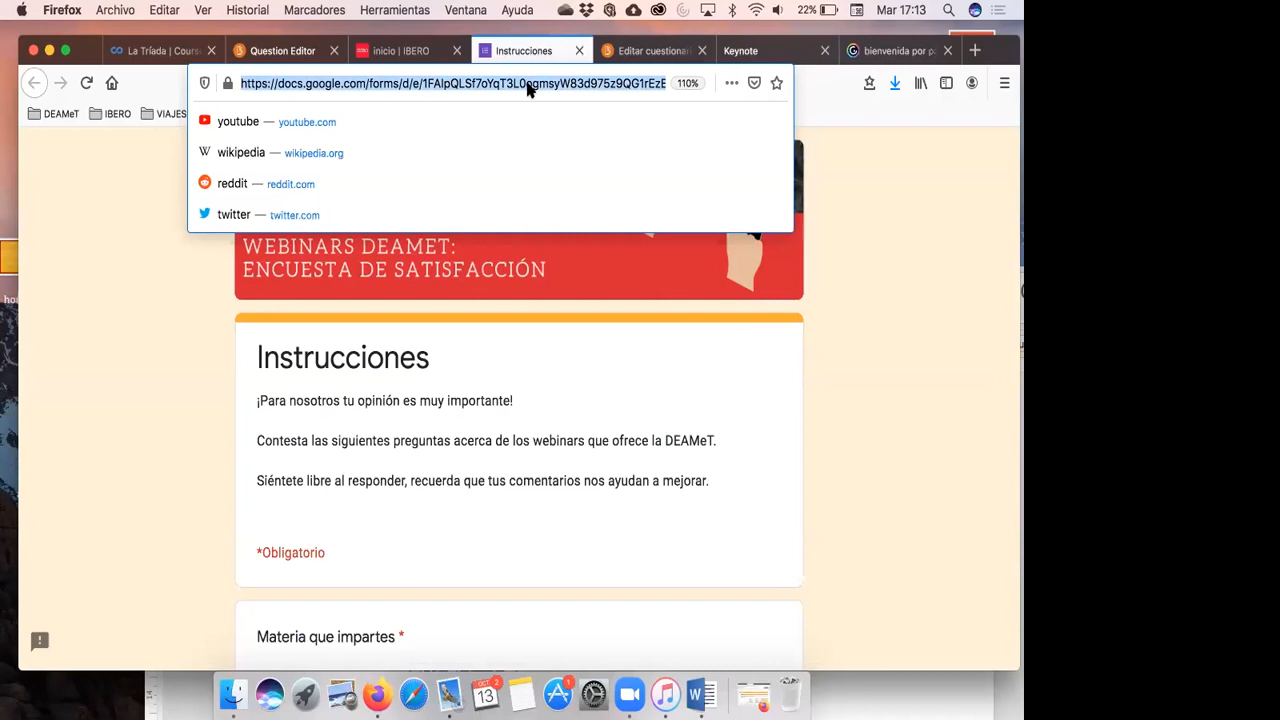 Firefox Archivo Editar Ver Historial Marcadores Herramientas Ventana Ayuda 22% Mar 17:13
La Tríada | Cours Question Editor inicio | IBERO Instrucciones Editar cuestionar Keynote bienvenida por pa
https://docs.google.com/forms/d/e/1FAIpQLSf7oYqT3L0ogmsyW83d975z9QG1rEzE 110%
DEAMeT IBERO VIAJES
youtube — youtube.com
W wikipedia — wikipedia.org
reddit — reddit.com
twitter — twitter.com
WEBINARS DEAMET:
ENCUESTA DE SATISFACCIÓN
Instrucciones
¡Para nosotros tu opinión es muy importante!
Contesta las siguientes preguntas acerca de los webinars que ofrece la DEAMeT.
Siéntete libre al responder, recuerda que tus comentarios nos ayudan a mejorar.
*Obligatorio
Materia que impartes *
OCT 2
13
1
W